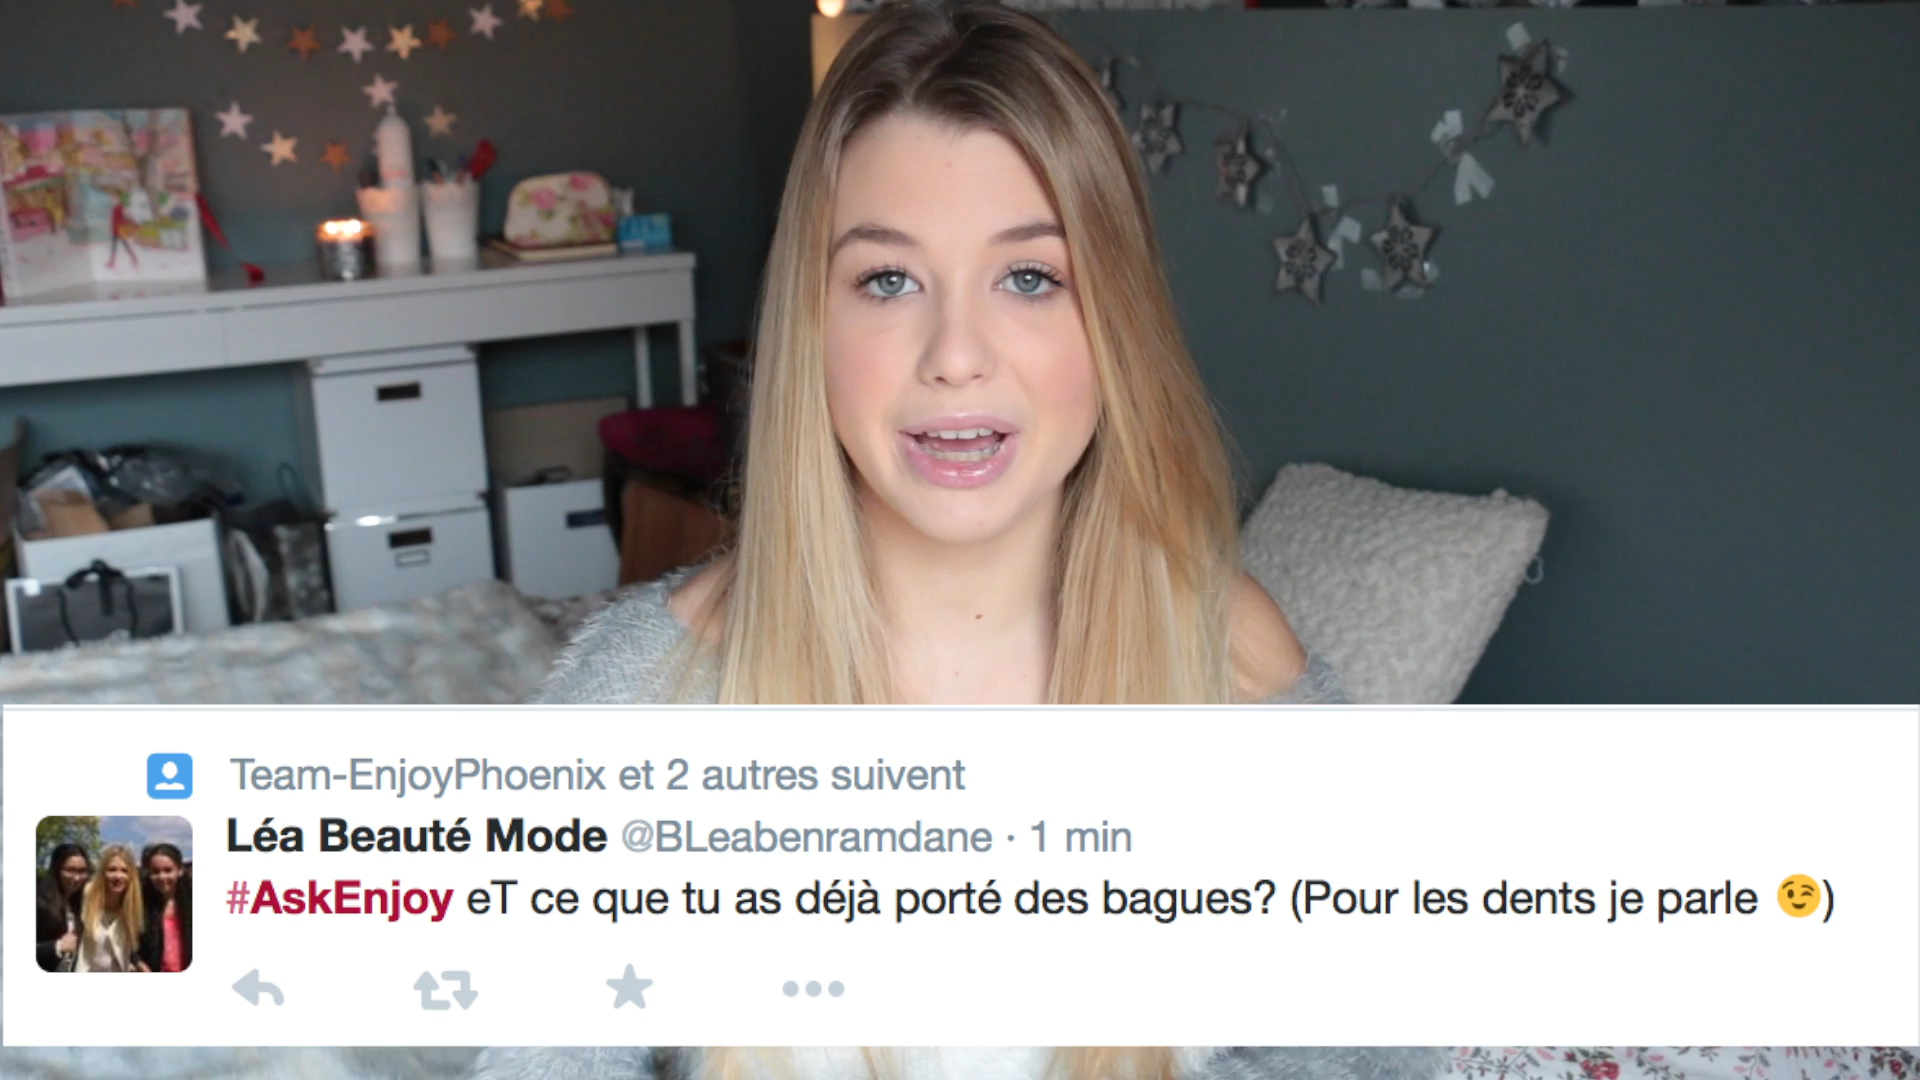 Team-EnjoyPhoenix et 2 autres suivent
Léa Beauté Mode @BLeabenramdane · 1 min
#AskEnjoy eT ce que tu as déjà porté des bagues? (Pour les dents je parle 😉)